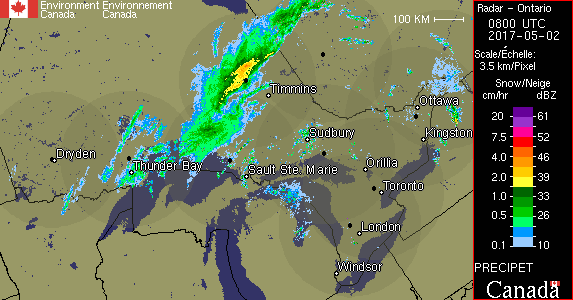 Environment Environnement
Canada Canada
100 KM
Timmins
Ottawa
Sudbury
Kingston
Dryden
Thunder Bay
Sault Ste. Marie
Orillia
Toronto
London
Windsor
Radar - Ontario
0800 UTC
2017-05-02
Scale/Échelle:
3.5 km/Pixel
Snow/Neige
cm/hr dBZ
20 61
7.5 52
4.0 46
2.0 39
1.0 33
0.5 26
0.1 10
PRECIPET
Canada